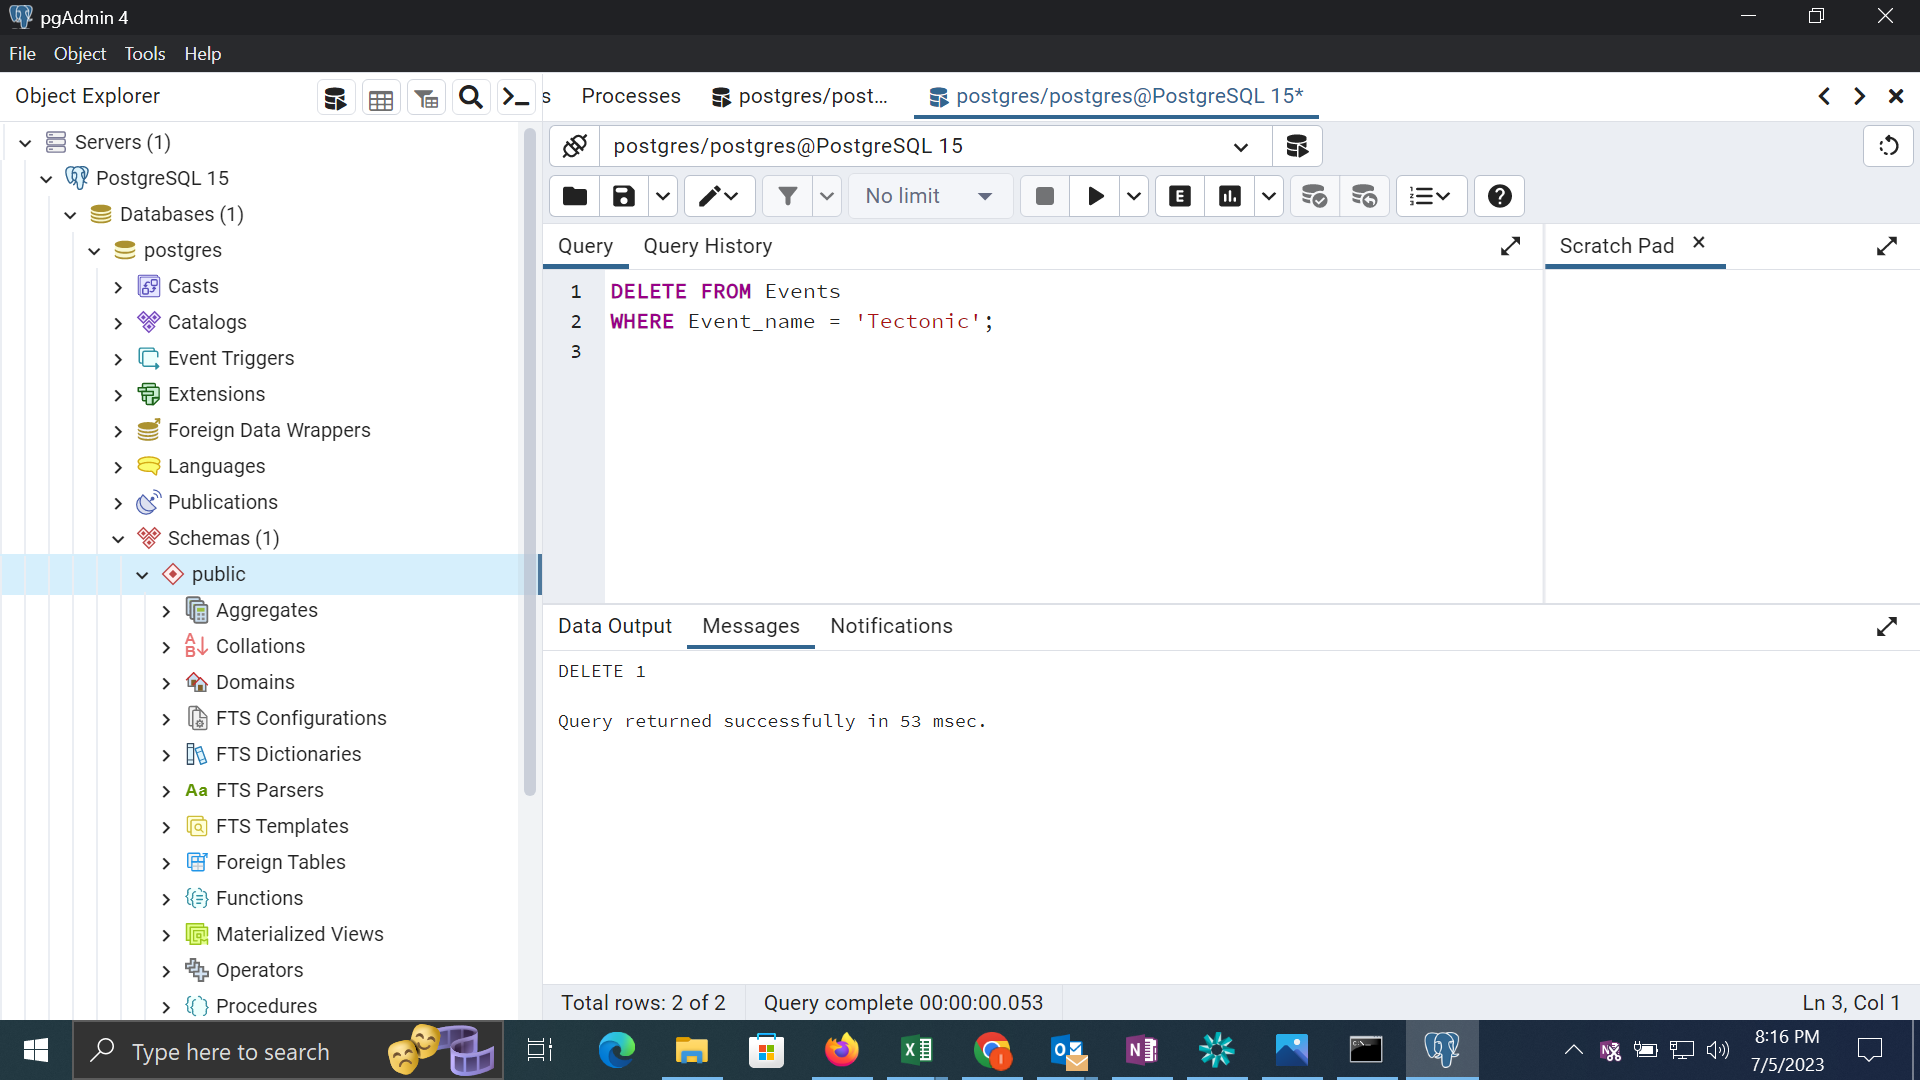 pgAdmin 4
File Object Tools Help
Object Explorer
s Processes postgres/post... postgres/postgres@PostgreSQL 15*
Servers (1)
PostgreSQL 15
Databases (1)
postgres
Casts
Catalogs
Event Triggers
Extensions
Foreign Data Wrappers
Languages
Publications
Schemas (1)
public
Aggregates
Collations
Domains
FTS Configurations
FTS Dictionaries
Aa FTS Parsers
FTS Templates
Foreign Tables
Functions
Materialized Views
Operators
Procedures
postgres/postgres@PostgreSQL 15
No limit
E
Query Query History
Scratch Pad
1 DELETE FROM Events
2 WHERE Event_name = 'Tectonic';
3
Data Output Messages Notifications
DELETE 1
Query returned successfully in 53 msec.
Total rows: 2 of 2 Query complete 00:00:00.053 Ln 3, Col 1
Type here to search
8:16 PM
7/5/2023